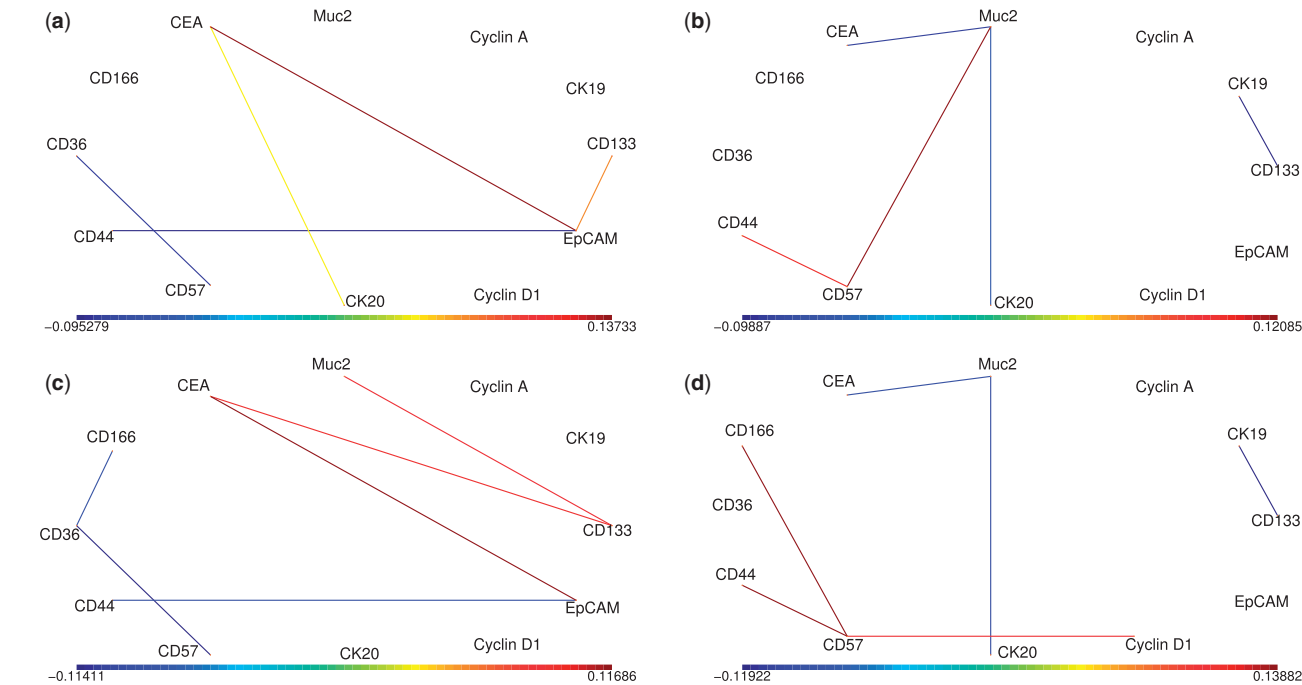 (a)
CEA
Muc2
Cyclin A
CD166
CK19
CD36
CD133
CD44
EpCAM
CD57
CK20
Cyclin D1
−0.095279
0.13733
(b)
CEA
Muc2
Cyclin A
CD166
CK19
CD36
CD133
CD44
EpCAM
CD57
CK20
Cyclin D1
−0.09887
0.12085
(c)
CEA
Muc2
Cyclin A
CD166
CK19
CD36
CD133
CD44
EpCAM
CD57
CK20
Cyclin D1
−0.11411
0.11686
(d)
CEA
Muc2
Cyclin A
CD166
CK19
CD36
CD133
CD44
EpCAM
CD57
CK20
Cyclin D1
−0.11922
0.13882